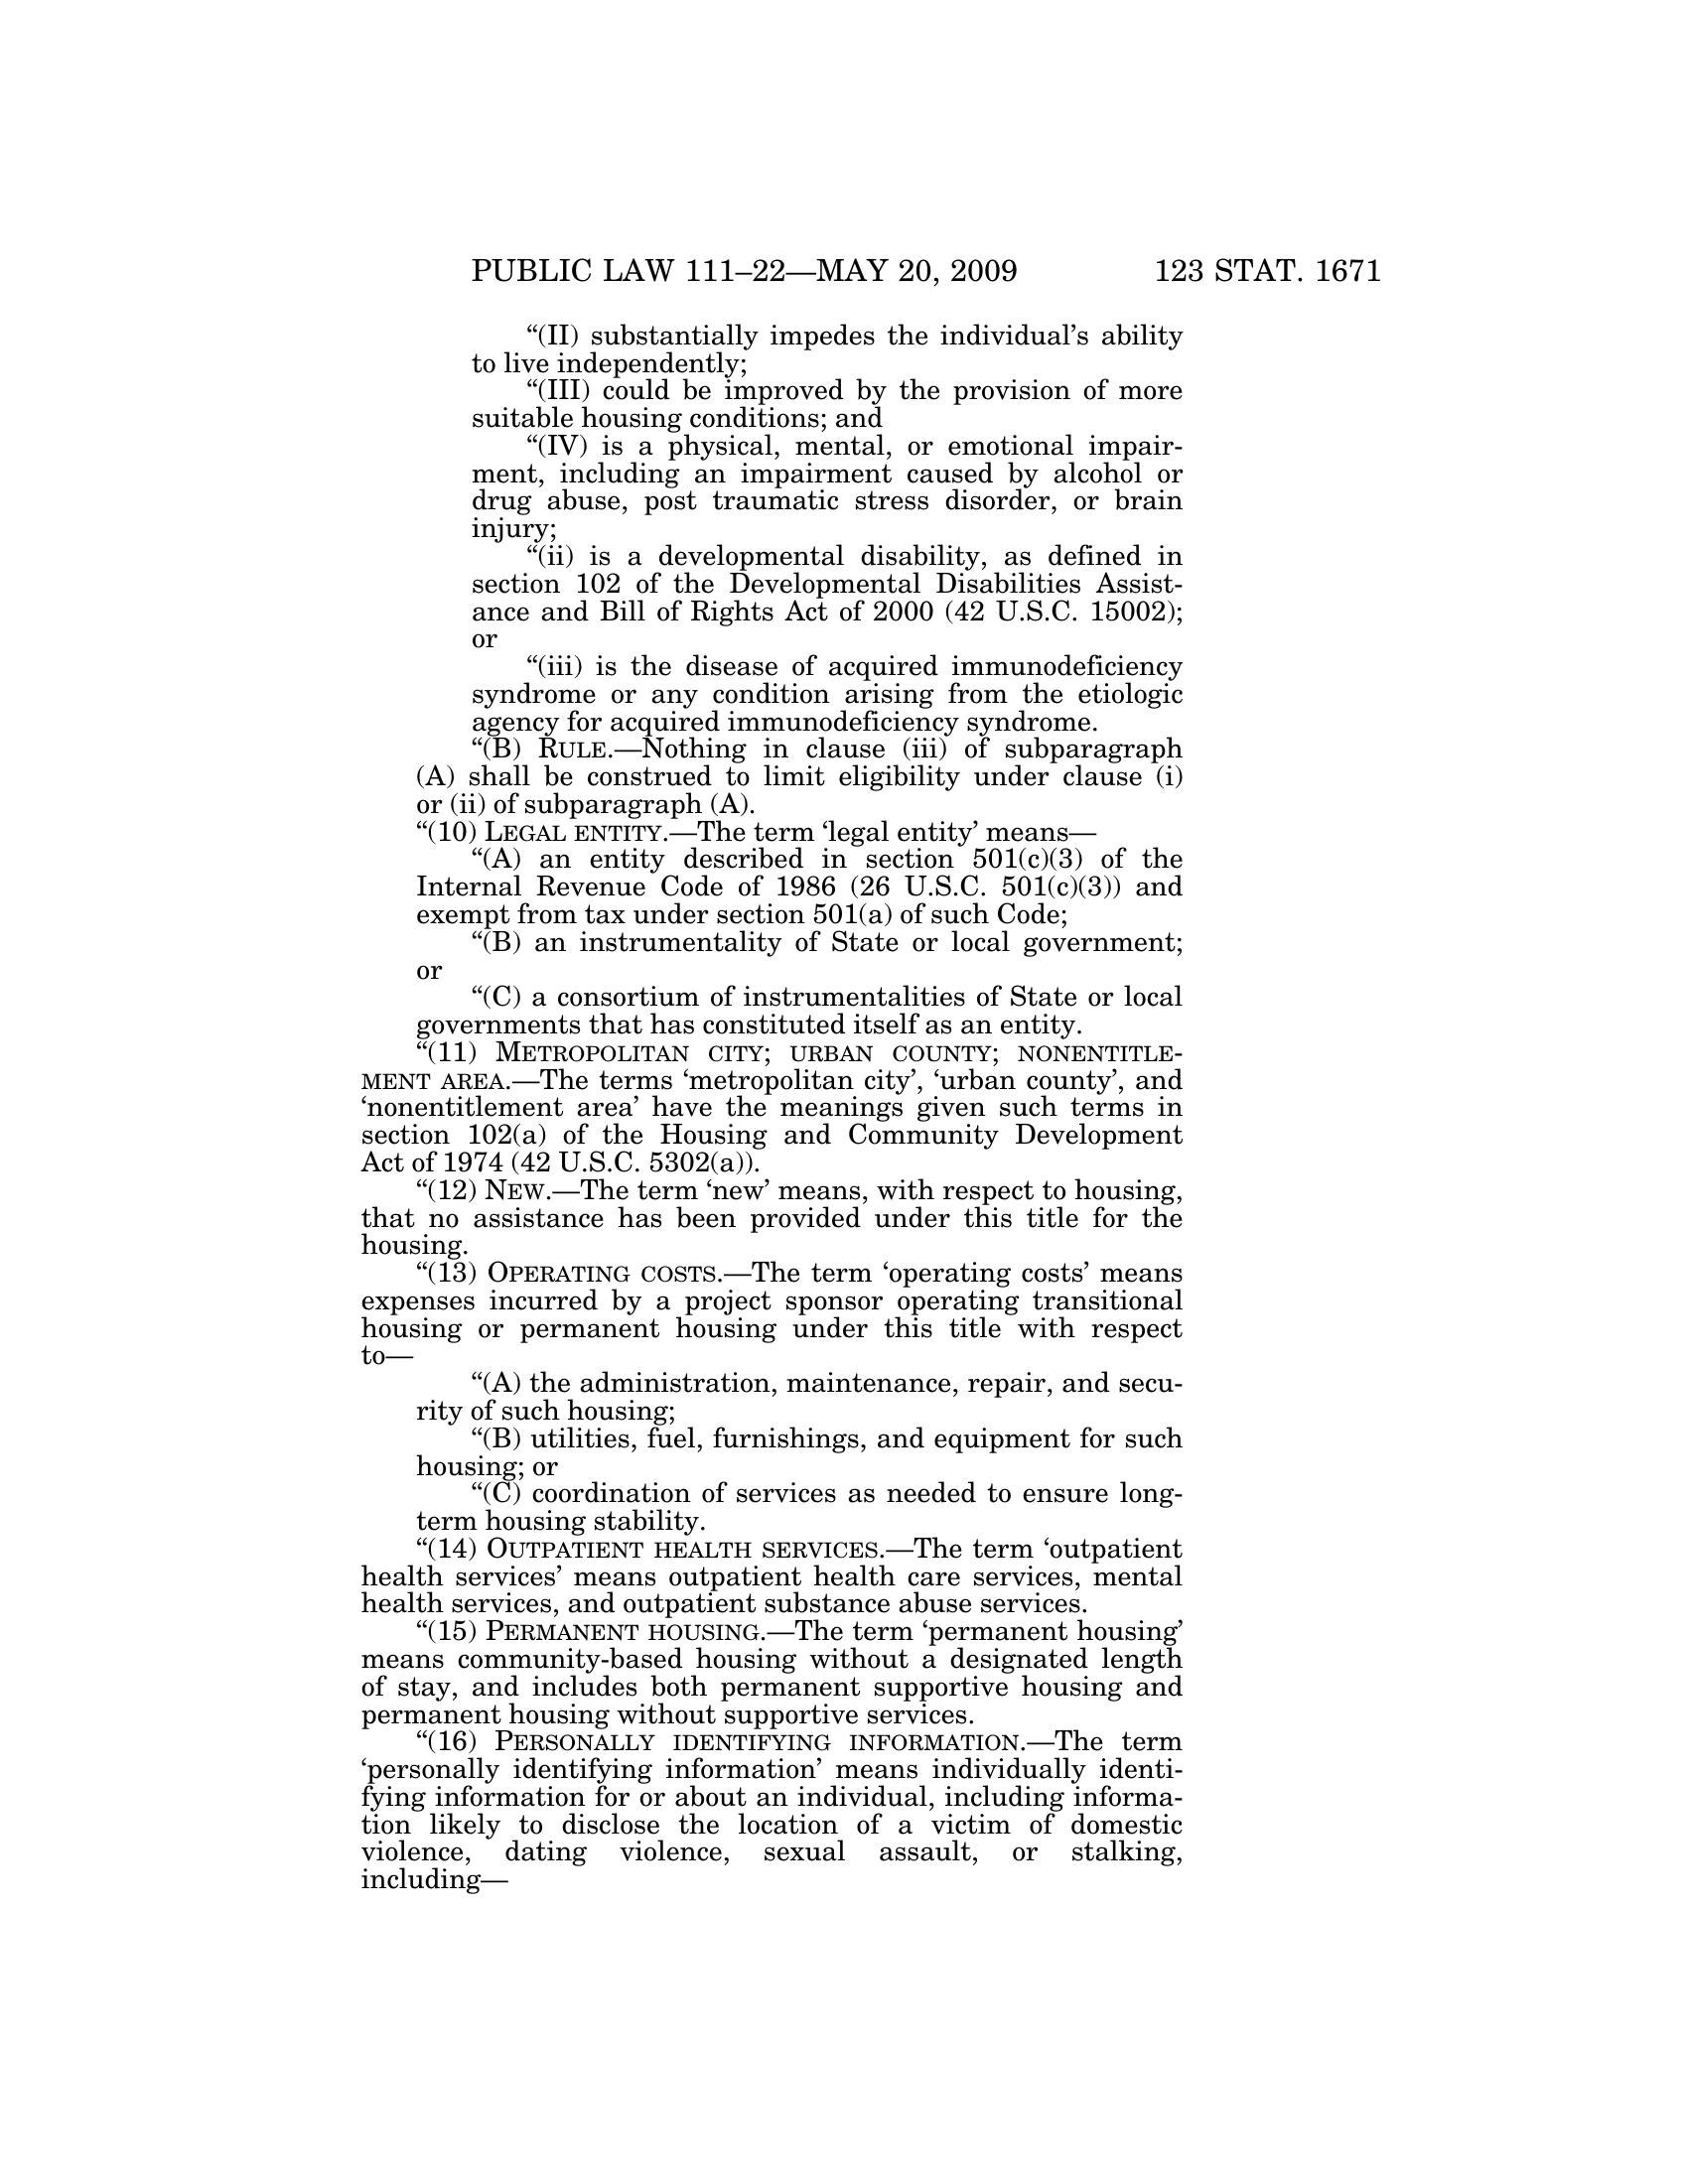 PUBLIC LAW 111–22—MAY 20, 2009 123 STAT. 1671
“(II) substantially impedes the individual’s ability
to live independently;
“(III) could be improved by the provision of more
suitable housing conditions; and
“(IV) is a physical, mental, or emotional impair-
ment, including an impairment caused by alcohol or
drug abuse, post traumatic stress disorder, or brain
injury;
“(ii) is a developmental disability, as defined in
section 102 of the Developmental Disabilities Assist-
ance and Bill of Rights Act of 2000 (42 U.S.C. 15002);
or
“(iii) is the disease of acquired immunodeficiency
syndrome or any condition arising from the etiologic
agency for acquired immunodeficiency syndrome.
“(B) RULE.—Nothing in clause (iii) of subparagraph
(A) shall be construed to limit eligibility under clause (i)
or (ii) of subparagraph (A).
“(10) LEGAL ENTITY.—The term ‘legal entity’ means—
“(A) an entity described in section 501(c)(3) of the
Internal Revenue Code of 1986 (26 U.S.C. 501(c)(3)) and
exempt from tax under section 501(a) of such Code;
“(B) an instrumentality of State or local government;
or
“(C) a consortium of instrumentalities of State or local
governments that has constituted itself as an entity.
“(11) METROPOLITAN CITY; URBAN COUNTY; NONENTITLE-
MENT AREA.—The terms ‘metropolitan city’, ‘urban county’, and
‘nonentitlement area’ have the meanings given such terms in
section 102(a) of the Housing and Community Development
Act of 1974 (42 U.S.C. 5302(a)).
“(12) NEW.—The term ‘new’ means, with respect to housing,
that no assistance has been provided under this title for the
housing.
“(13) OPERATING COSTS.—The term ‘operating costs’ means
expenses incurred by a project sponsor operating transitional
housing or permanent housing under this title with respect
to—
“(A) the administration, maintenance, repair, and secu-
rity of such housing;
“(B) utilities, fuel, furnishings, and equipment for such
housing; or
“(C) coordination of services as needed to ensure long-
term housing stability.
“(14) OUTPATIENT HEALTH SERVICES.—The term ‘outpatient
health services’ means outpatient health care services, mental
health services, and outpatient substance abuse services.
“(15) PERMANENT HOUSING.—The term ‘permanent housing’
means community-based housing without a designated length
of stay, and includes both permanent supportive housing and
permanent housing without supportive services.
“(16) PERSONALLY IDENTIFYING INFORMATION.—The term
‘personally identifying information’ means individually identi-
fying information for or about an individual, including informa-
tion likely to disclose the location of a victim of domestic
violence, dating violence, sexual assault, or stalking,
including—